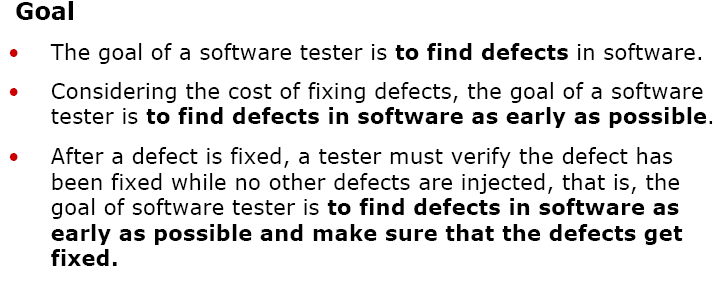 Goal
• The goal of a software tester is to find defects in software.
• Considering the cost of fixing defects, the goal of a software
tester is to find defects in software as early as possible.
• After a defect is fixed, a tester must verify the defect has
been fixed while no other defects are injected, that is, the
goal of software tester is to find defects in software as
early as possible and make sure that the defects get
fixed.